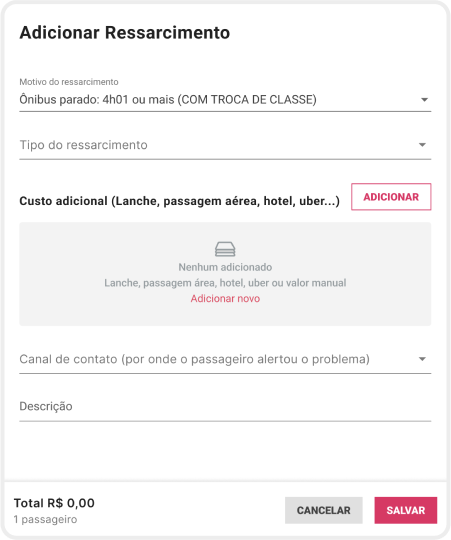 Adicionar Ressarcimento
Motivo do ressarcimento
Ônibus parado: 4h01 ou mais (COM TROCA DE CLASSE)
Tipo do ressarcimento
Custo adicional (Lanche, passagem aérea, hotel, uber...)
ADICIONAR
Nenhum adicionado
Lanche, passagem área, hotel, uber ou valor manual
Adicionar novo
Canal de contato (por onde o passageiro alertou o problema)
Descrição
Total R$ 0,00
1 passageiro
CANCELAR
SALVAR